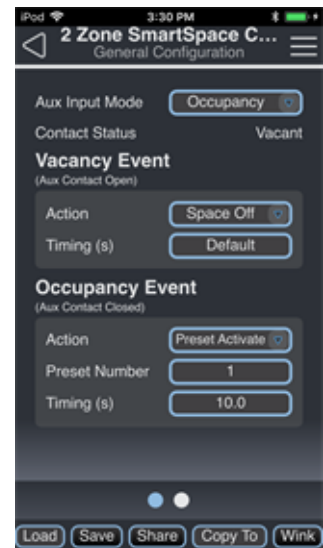 iPod 3:30 PM
2 Zone SmartSpace C...
General Configuration
Aux Input Mode Occupancy
Contact Status Vacant
Vacancy Event
(Aux Contact Open)
Action Space Off
Timing (s) Default
Occupancy Event
(Aux Contact Closed)
Action Preset Activate
Preset Number 1
Timing (s) 10.0
Load Save Share Copy To Wink